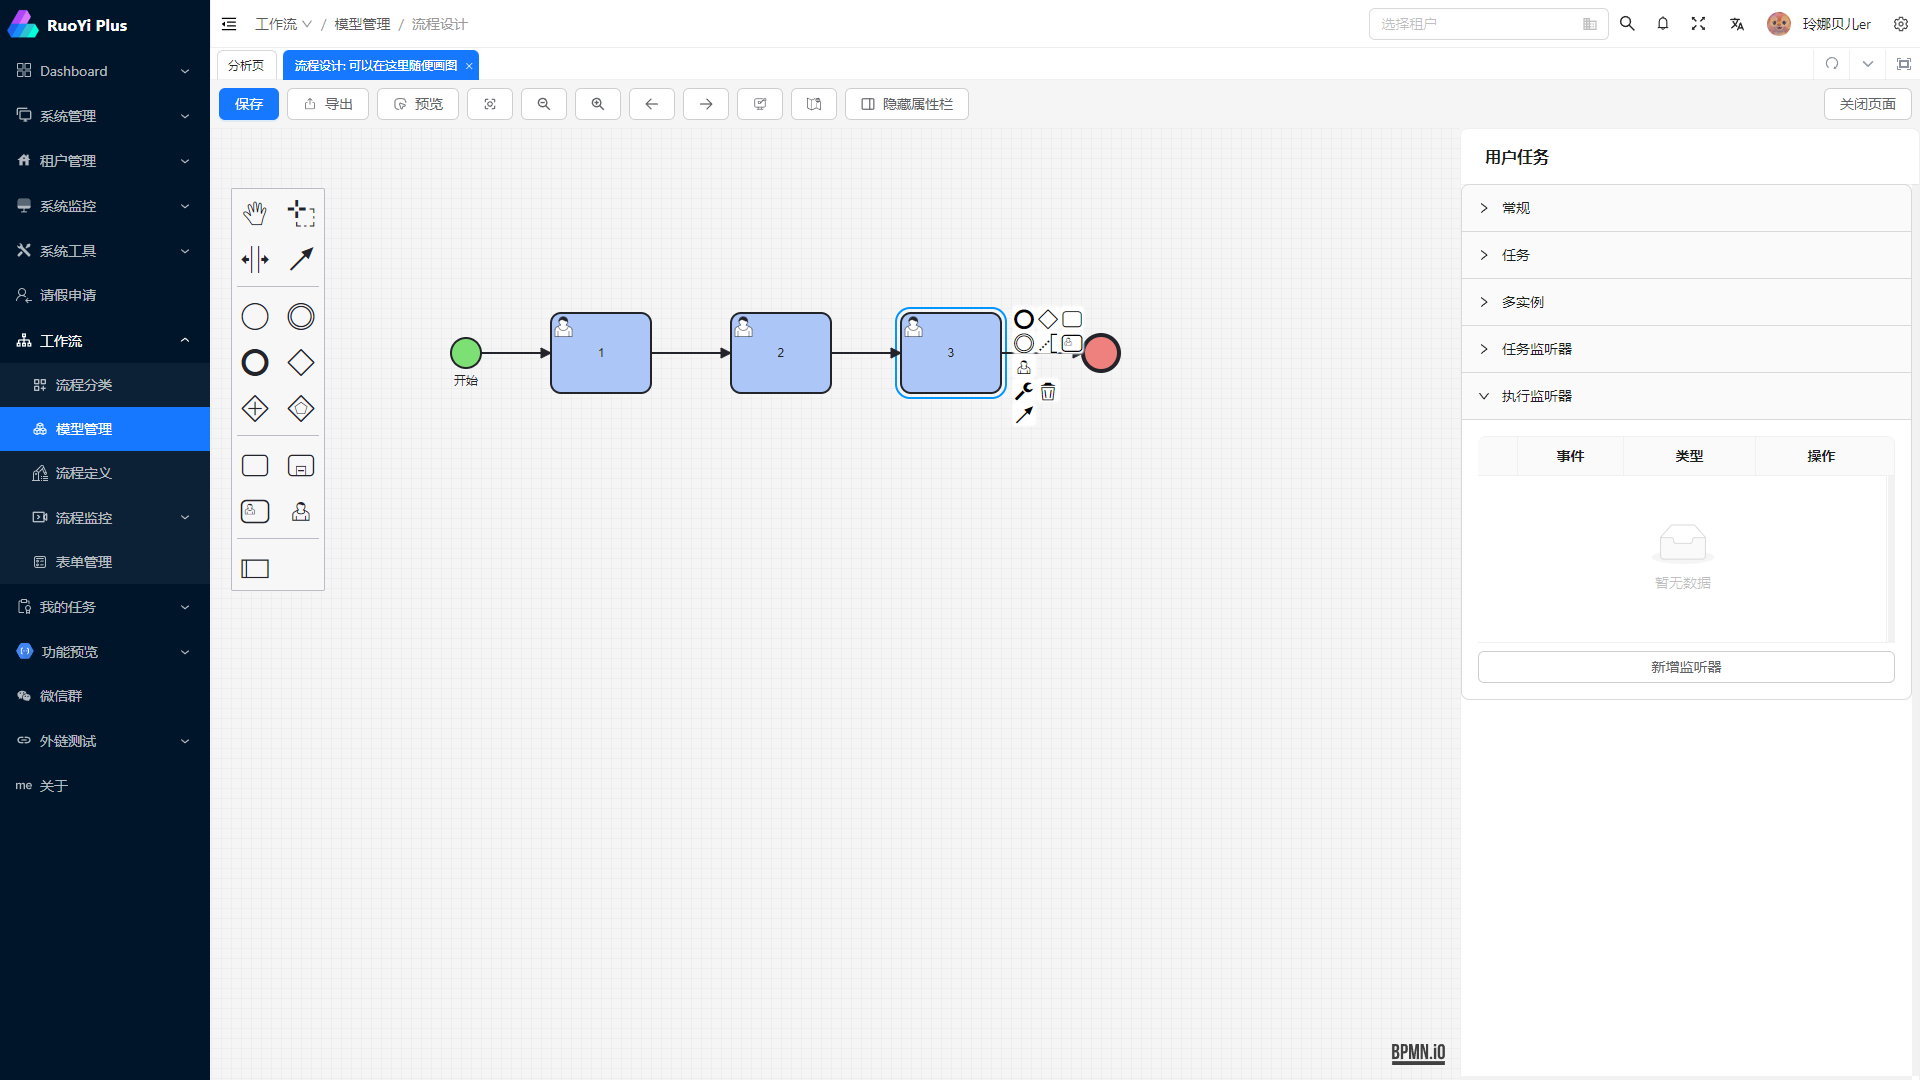 RuoYi Plus
Dashboard
系统管理
租户管理
系统监控
系统工具
请假申请
工作流
流程分类
模型管理
流程定义
流程监控
表单管理
我的任务
功能预览
微信群
外链测试
me 关于
工作流 / 模型管理 / 流程设计
选择租户
玲娜贝儿er
分析页
流程设计: 可以在这里随便画图
保存
导出
预览
隐藏属性栏
关闭页面
开始
1
2
3
BPMN.iO
用户任务
常规
任务
多实例
任务监听器
执行监听器
事件 类型 操作
暂无数据
新增监听器